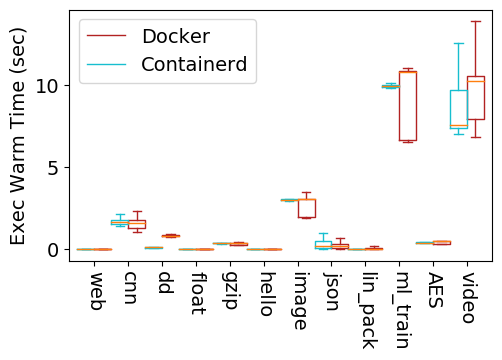 Exec Warm Time (sec)
10
5
0
Docker
Containerd
web
cnn
dd
float
gzip
hello
image
json
lin_pack
ml_train
AES
video